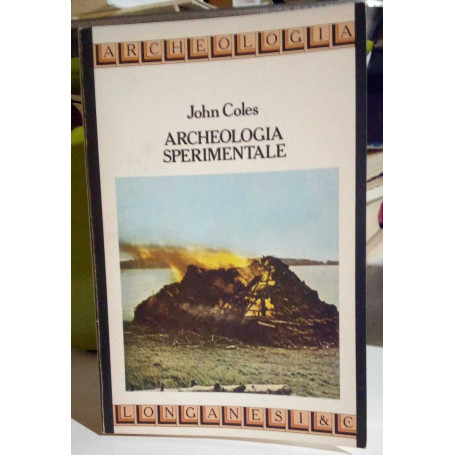 ARCHEOLOGIA
John Coles
ARCHEOLOGIA
SPERIMENTALE
LONGANESI & C